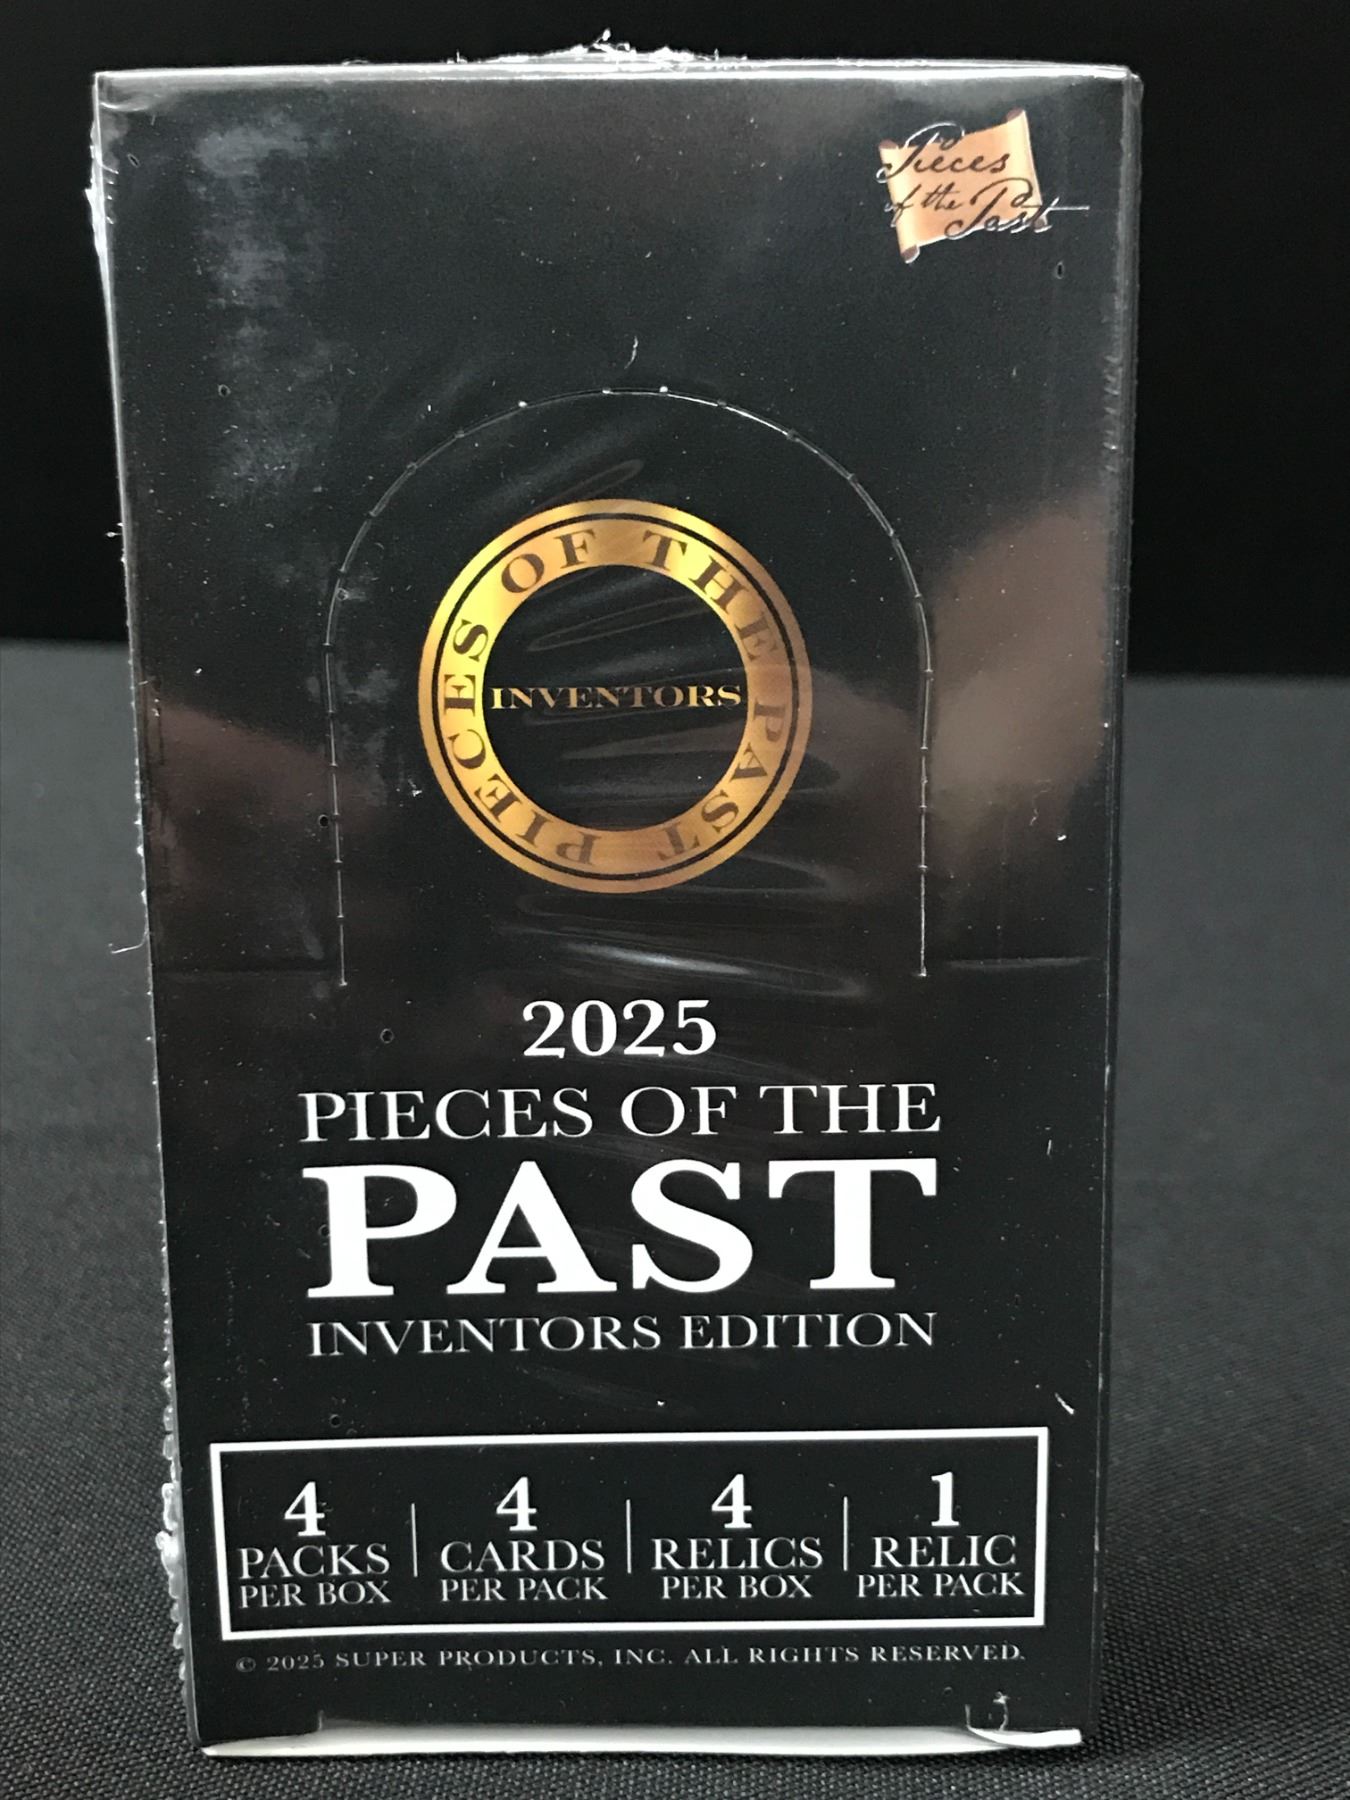 Pieces
of the Past
PIECES OF THE PAST
INVENTORS
2025
PIECES OF THE
PAST
INVENTORS EDITION
4 4 4 1
PACKS CARDS RELICS RELIC
PER BOX PER PACK PER BOX PER PACK
© 2025 SUPER PRODUCTS, INC. ALL RIGHTS RESERVED.